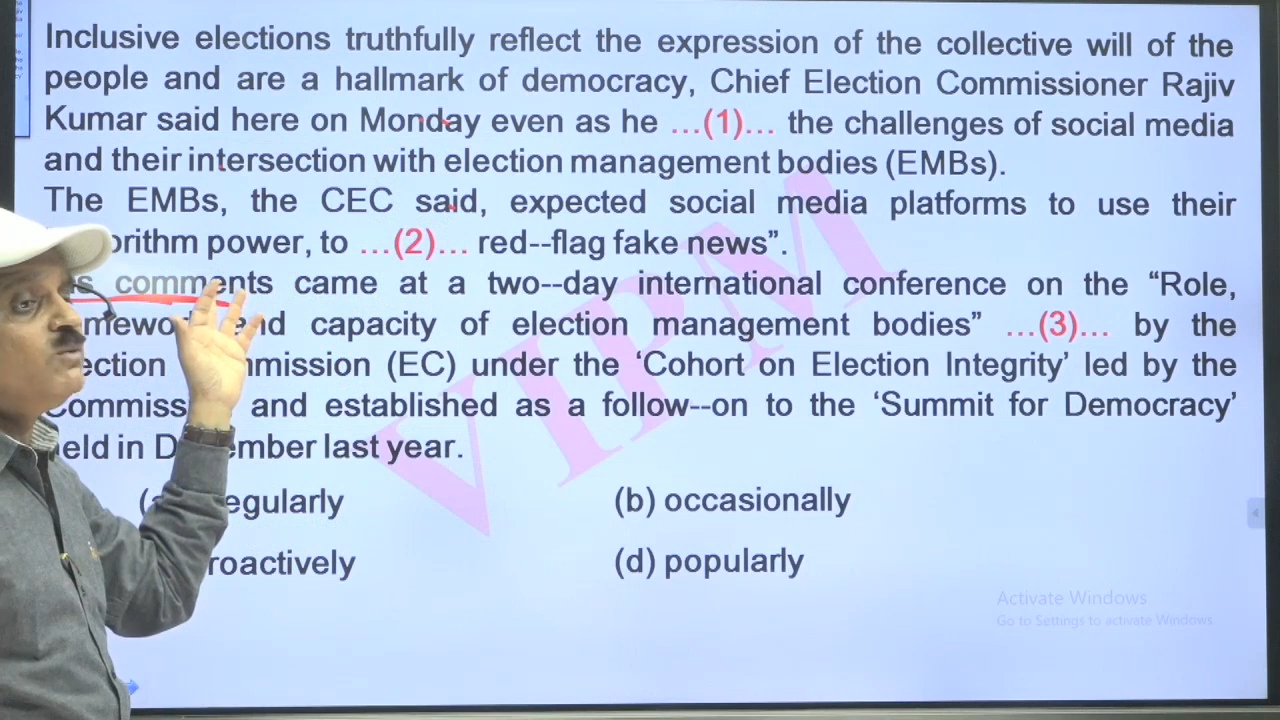 Inclusive elections truthfully reflect the expression of the collective will of the
people and are a hallmark of democracy, Chief Election Commissioner Rajiv
Kumar said here on Monday even as he ...(1)... the challenges of social media
and their intersection with election management bodies (EMBs).
The EMBs, the CEC said, expected social media platforms to use their
orithm power, to ...(2)... red--flag fake news”.
comments came at a two--day international conference on the “Role,
and capacity of election management bodies” ...(3)... by the
ection mmission (EC) under the ‘Cohort on Election Integrity’ led by the
Commiss and established as a follow--on to the ‘Summit for Democracy’
eld in D ember last year.
egularly (b) occasionally
roactively (d) popularly
VIPM
Activate Windows
Go to Settings to activate Windows.